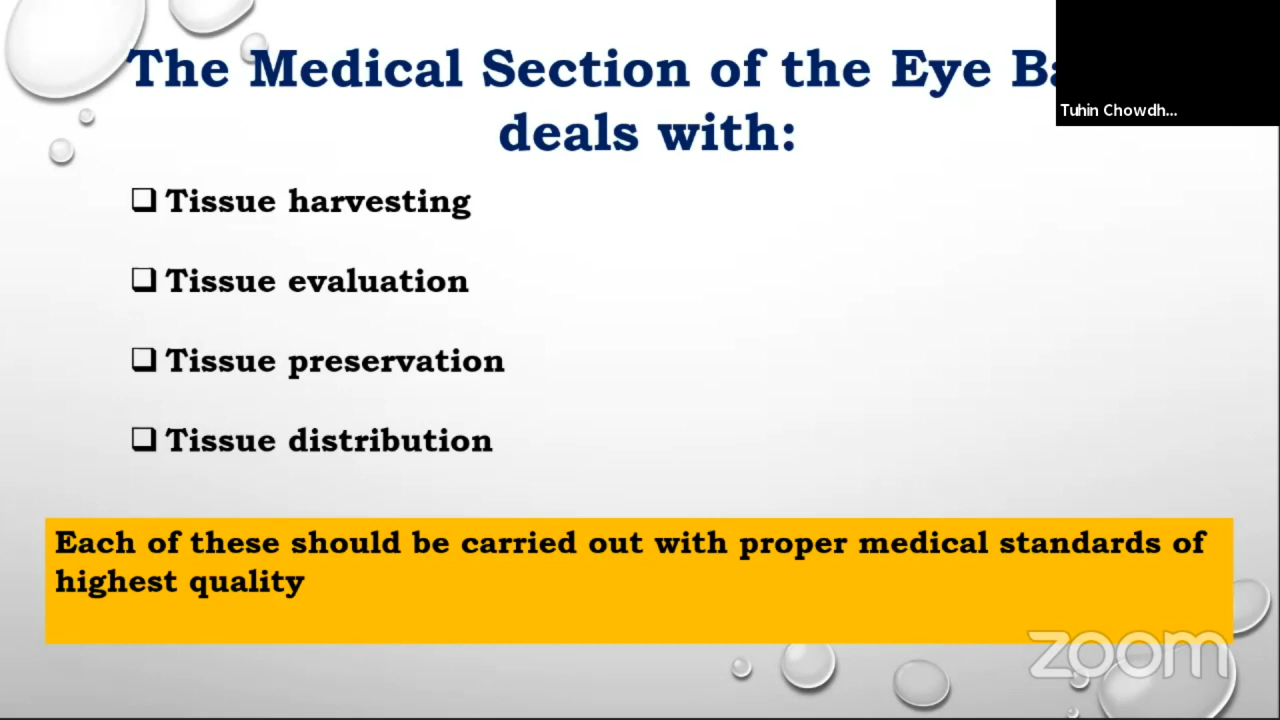 The Medical Section of the Eye
deals with:
Tuhin Chowdh...
❑ Tissue harvesting
❑ Tissue evaluation
❑ Tissue preservation
❑ Tissue distribution
Each of these should be carried out with proper medical standards of
highest quality
zoom